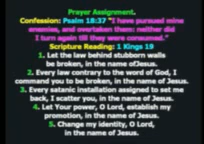 Prayer Assignment.
Confession: Psalm 18:37 "I have pursued mine
enemies, and overtaken them: neither did
I turn again till they were consumed."
Scripture Reading: 1 Kings 19
1. Let the law behind stubborn walls
be broken, in the name ofJesus.
2. Every law contrary to the word of God, I
command you to be broken, in the name of Jesus.
3. Every satanic installation assigned to set me
back, I scatter you, in the name of Jesus.
4. Let Your power, O Lord, establish my
promotion, in the name of Jesus.
5. Change my identity, O Lord,
in the name of Jesus.